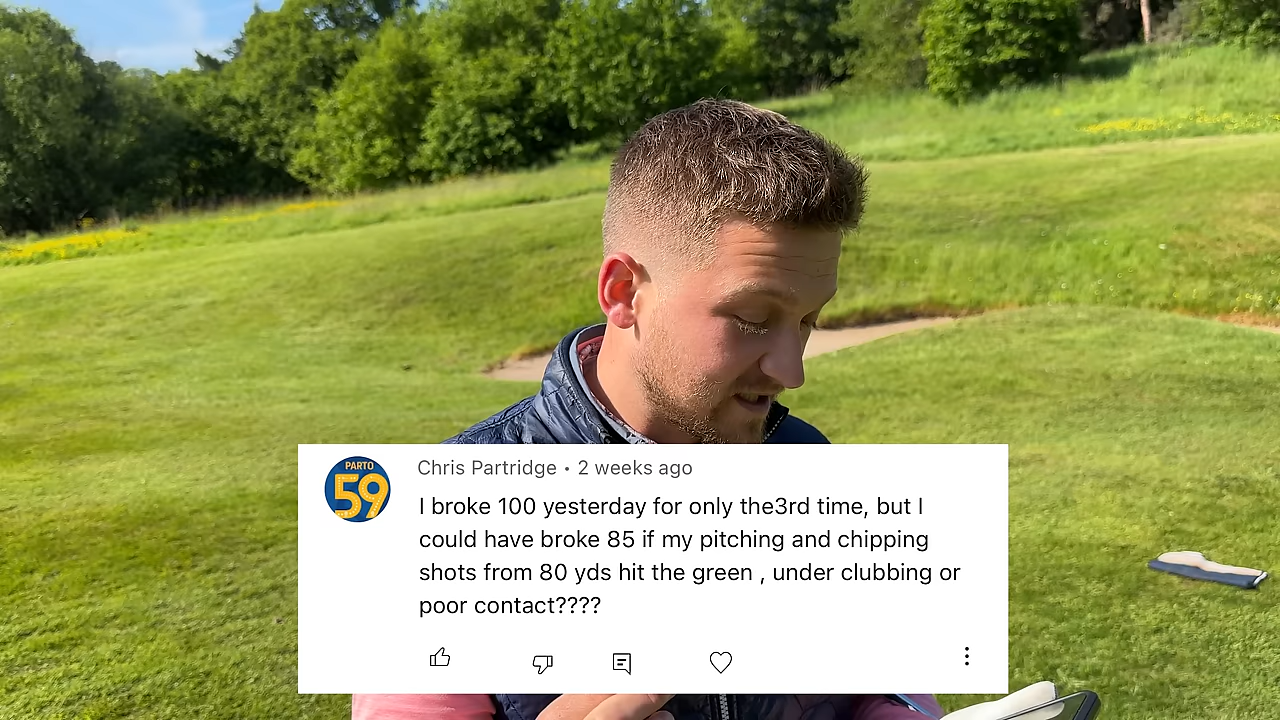 PARTO
59
Chris Partridge • 2 weeks ago
I broke 100 yesterday for only the3rd time, but I
could have broke 85 if my pitching and chipping
shots from 80 yds hit the green , under clubbing or
poor contact????